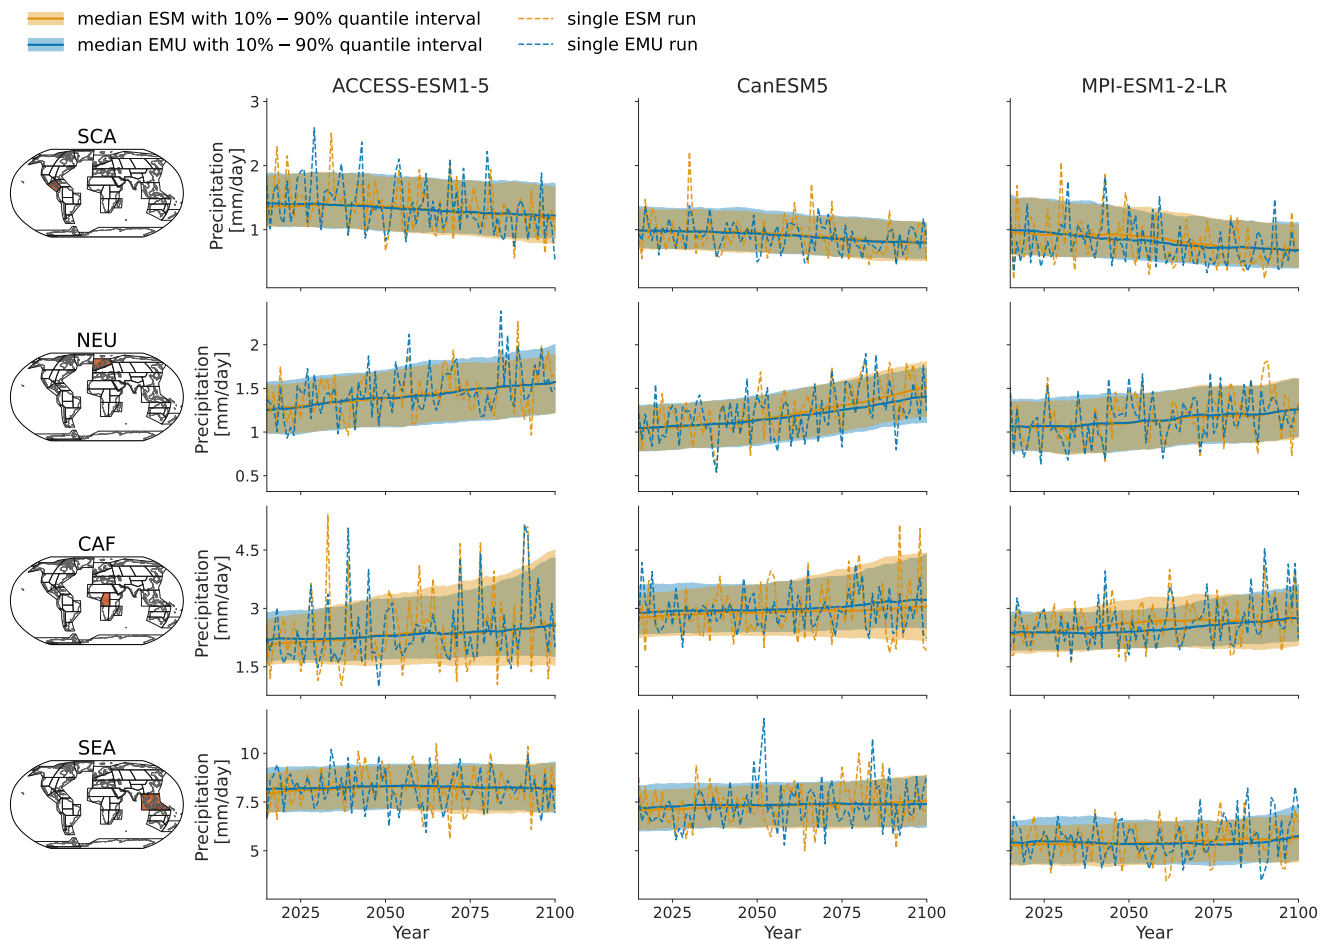 median ESM with 10% − 90% quantile interval
single ESM run
median EMU with 10% − 90% quantile interval
single EMU run
ACCESS-ESM1-5
CanESM5
MPI-ESM1-2-LR
SCA
Precipitation
[mm/day]
3
2
1
NEU
Precipitation
[mm/day]
2
1.5
1
0.5
CAF
Precipitation
[mm/day]
4.5
3
1.5
SEA
Precipitation
[mm/day]
10
7.5
5
2025 2050 2075 2100
2025 2050 2075 2100
2025 2050 2075 2100
Year
Year
Year